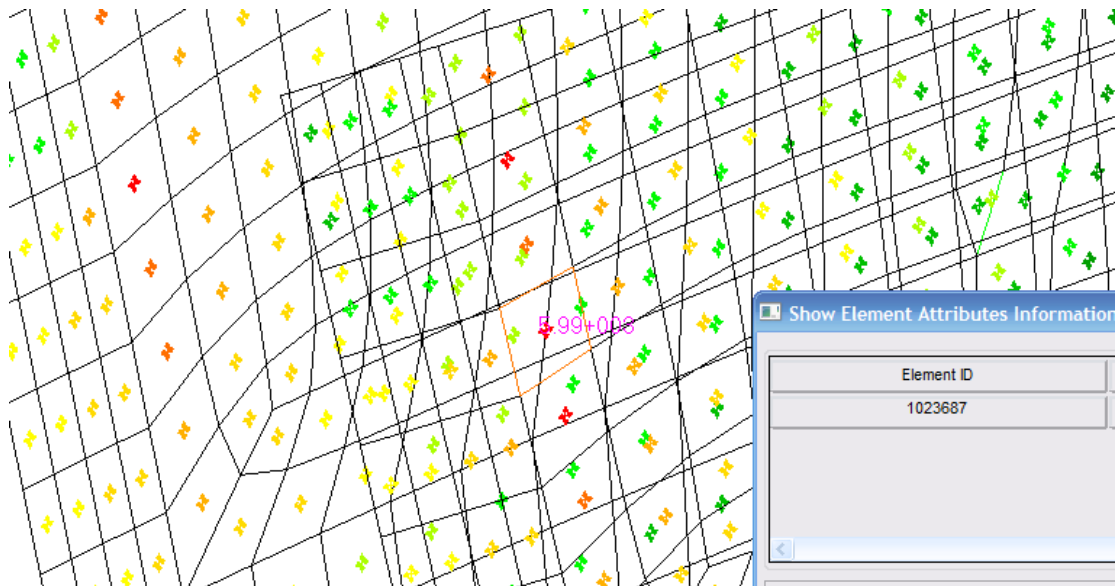 5.99+008
Show Element Attributes Information
Element ID
1023687